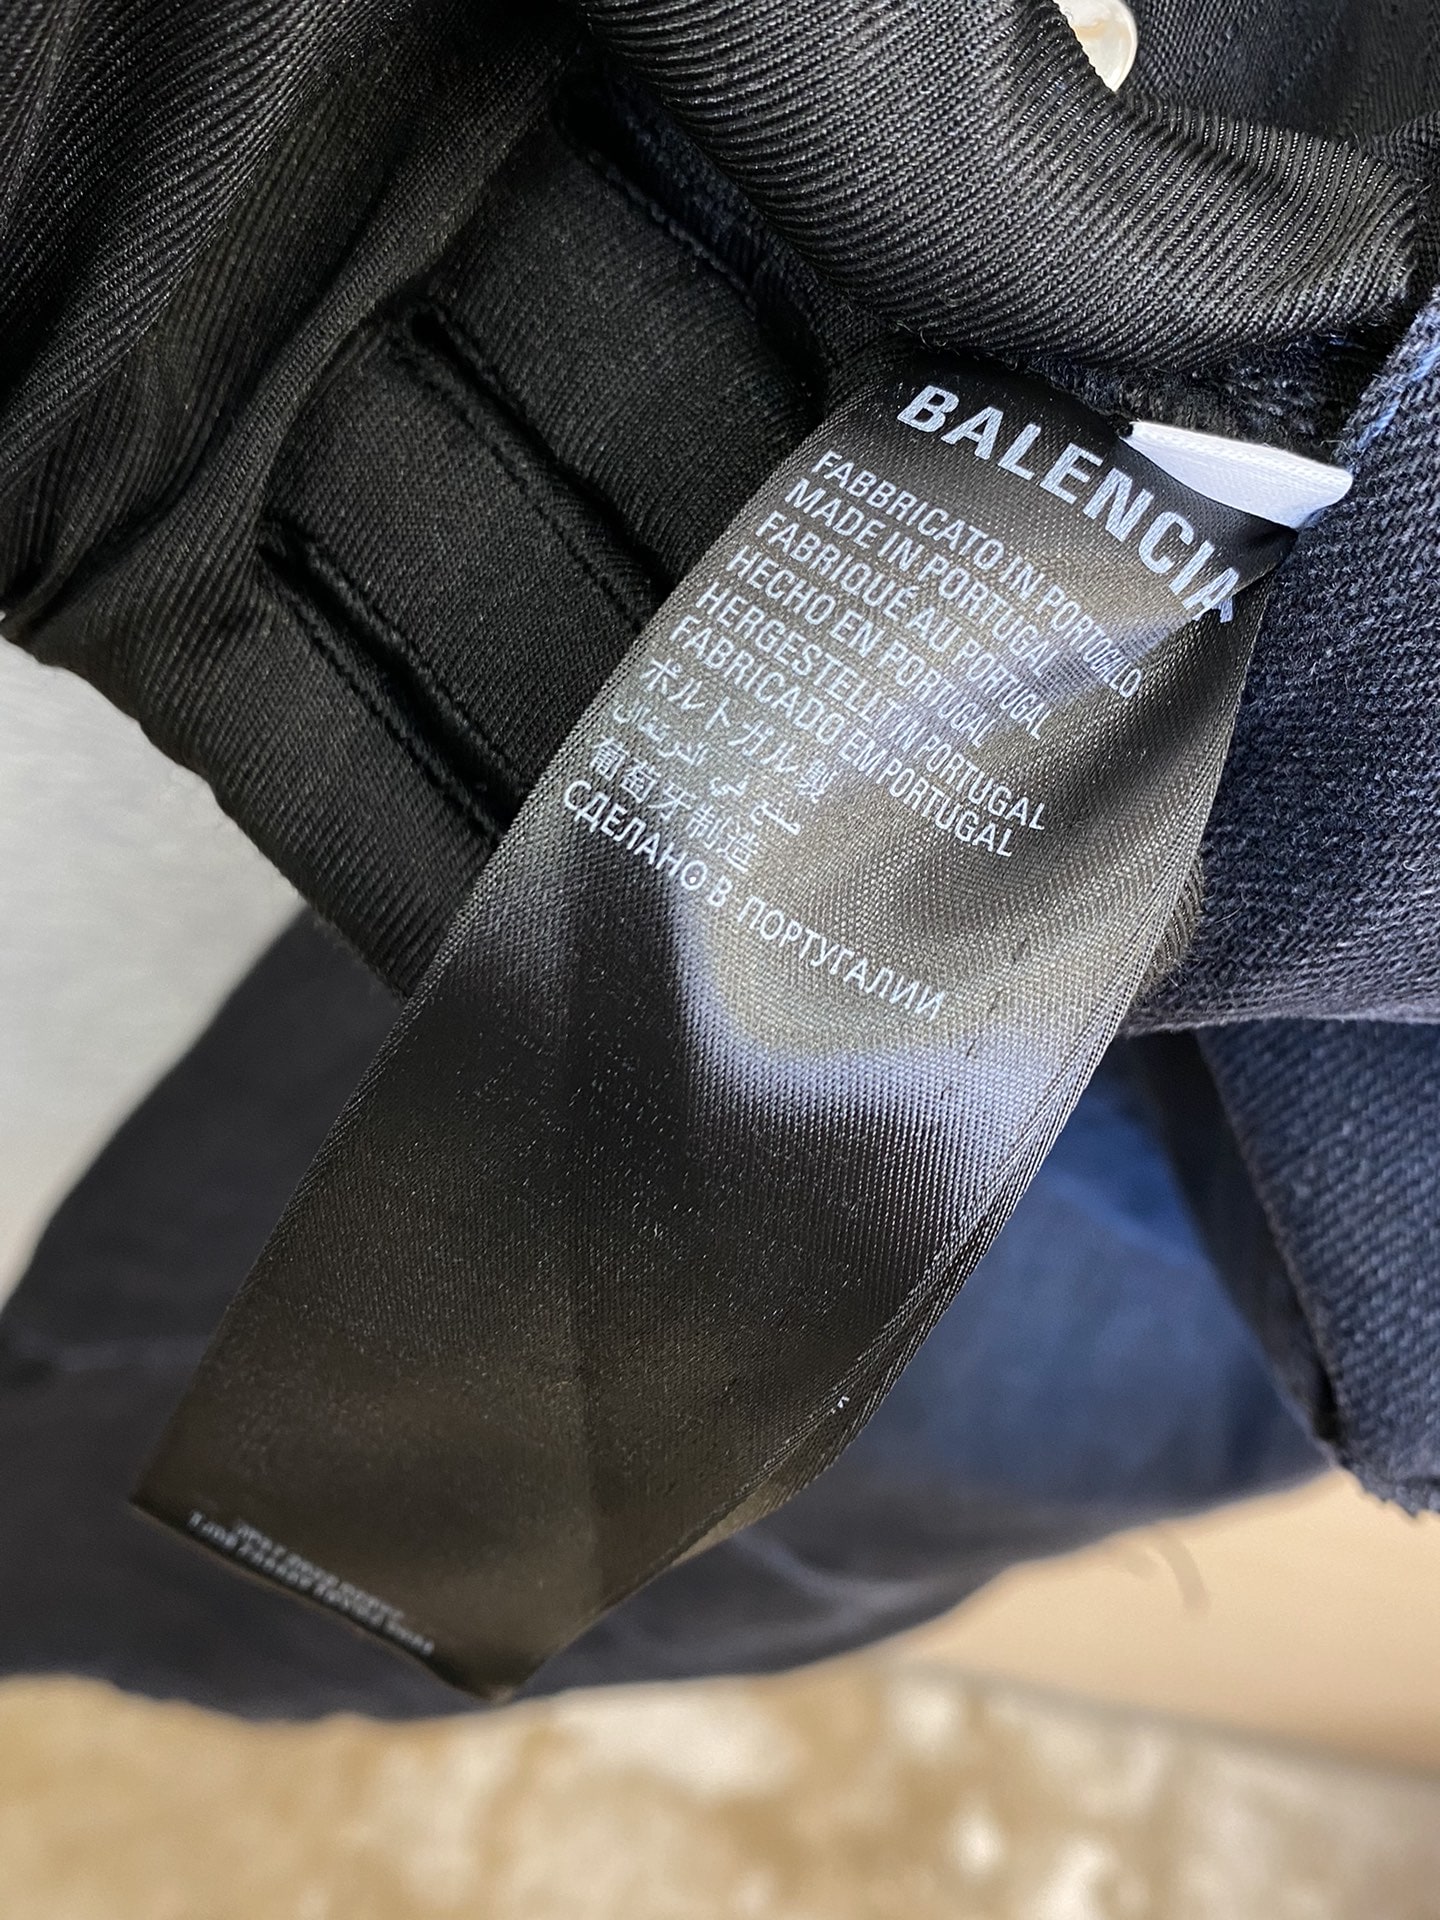 BALENCIA
FABBRICATO IN PORTOGALLO
MADE IN PORTUGAL
FABRIQUÉ AU PORTUGAL
HECHO EN PORTUGAL
HERGESTELLT IN PORTUGAL
FABRICADO EM PORTUGAL
ポルトガル製
葡萄牙制造
СДЕЛАНО В ПОРТУГАЛИИ